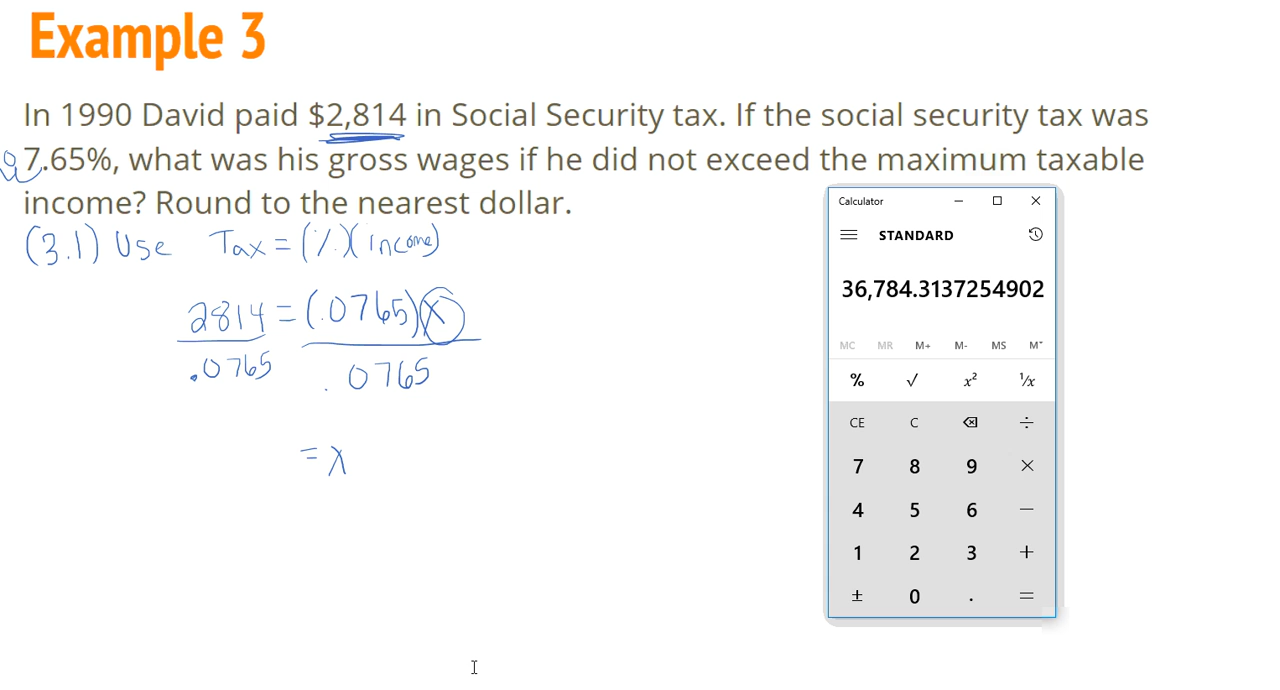 Example 3
In 1990 David paid $2,814 in Social Security tax. If the social security tax was
7.65%, what was his gross wages if he did not exceed the maximum taxable
income? Round to the nearest dollar.
(3.1) Use Tax = (%)(income)
2814 = (.0765)(x)
.0765 .0765
= x
Calculator
STANDARD
36,784.3137254902
MC MR M+ M- MS M˅
% √ x² ¹/x
CE C ⌫ ÷
7 8 9 ×
4 5 6 −
1 2 3 +
± 0 . =